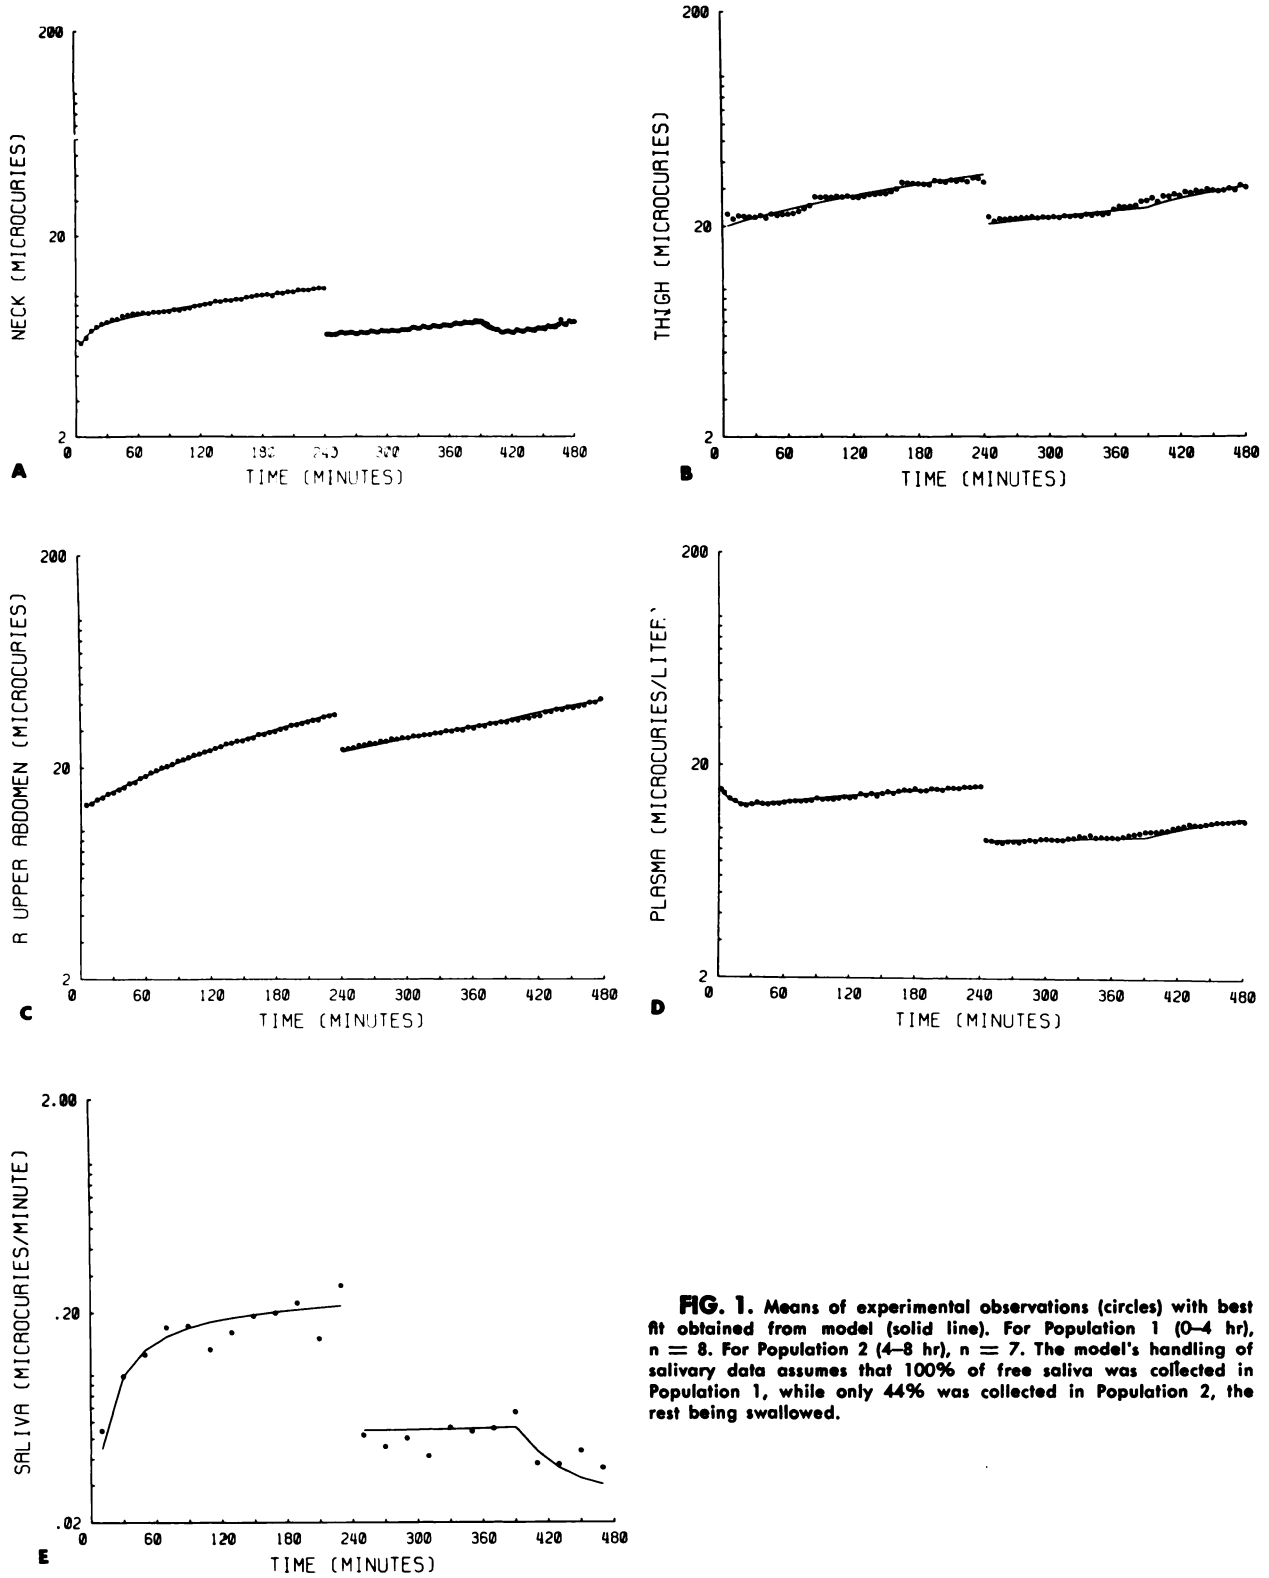 200
20
2
NECK (MICROCURIES)
0 60 120 180 240 300 360 420 480
TIME (MINUTES)
A
200
20
2
THIGH (MICROCURIES)
0 60 120 180 240 300 360 420 480
TIME (MINUTES)
B
200
20
2
R UPPER ABDOMEN (MICROCURIES)
0 60 120 180 240 300 360 420 480
TIME (MINUTES)
C
200
20
2
PLASMA (MICROCURIES/LITER)
0 60 120 180 240 300 360 420 480
TIME (MINUTES)
D
2.00
.20
.02
SALIVA (MICROCURIES/MINUTE)
0 60 120 180 240 300 360 420 480
TIME (MINUTES)
E
FIG. 1. Means of experimental observations (circles) with best
fit obtained from model (solid line). For Population 1 (0–4 hr),
n = 8. For Population 2 (4–8 hr), n = 7. The model's handling of
salivary data assumes that 100% of free saliva was collected in
Population 1, while only 44% was collected in Population 2, the
rest being swallowed.